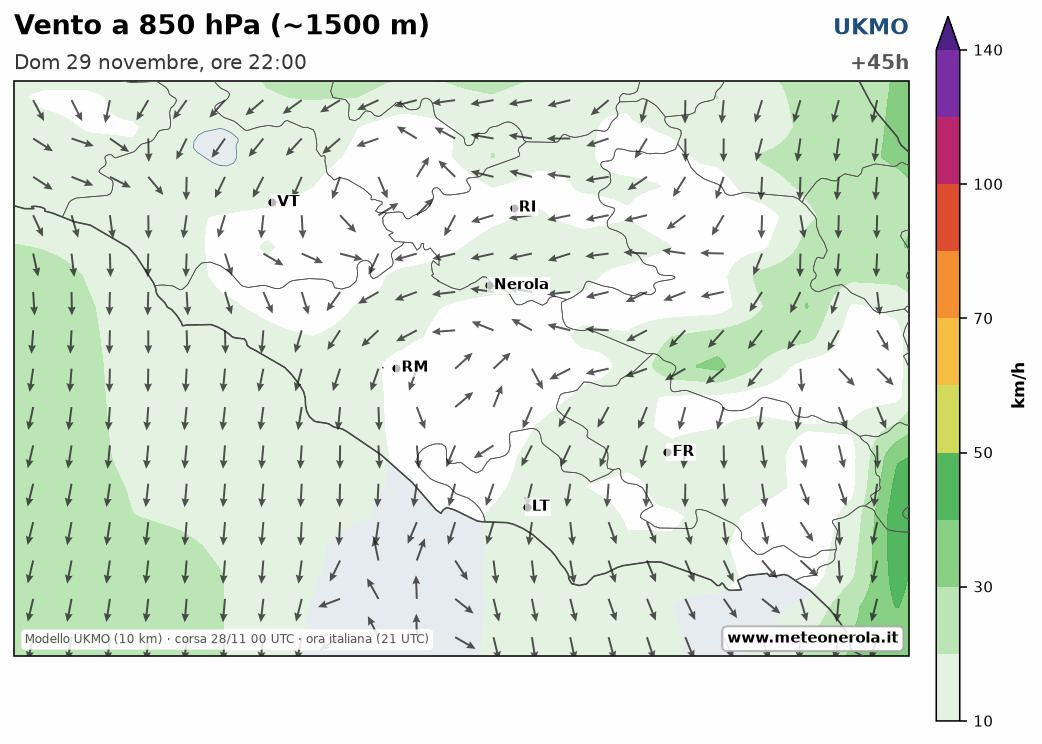 Vento a 850 hPa (~1500 m)
UKMO
Dom 29 novembre, ore 22:00
+45h
140
100
70
50
30
10
km/h
VT
RI
Nerola
RM
FR
LT
Modello UKMO (10 km) · corsa 28/11 00 UTC · ora italiana (21 UTC)
www.meteonerola.it